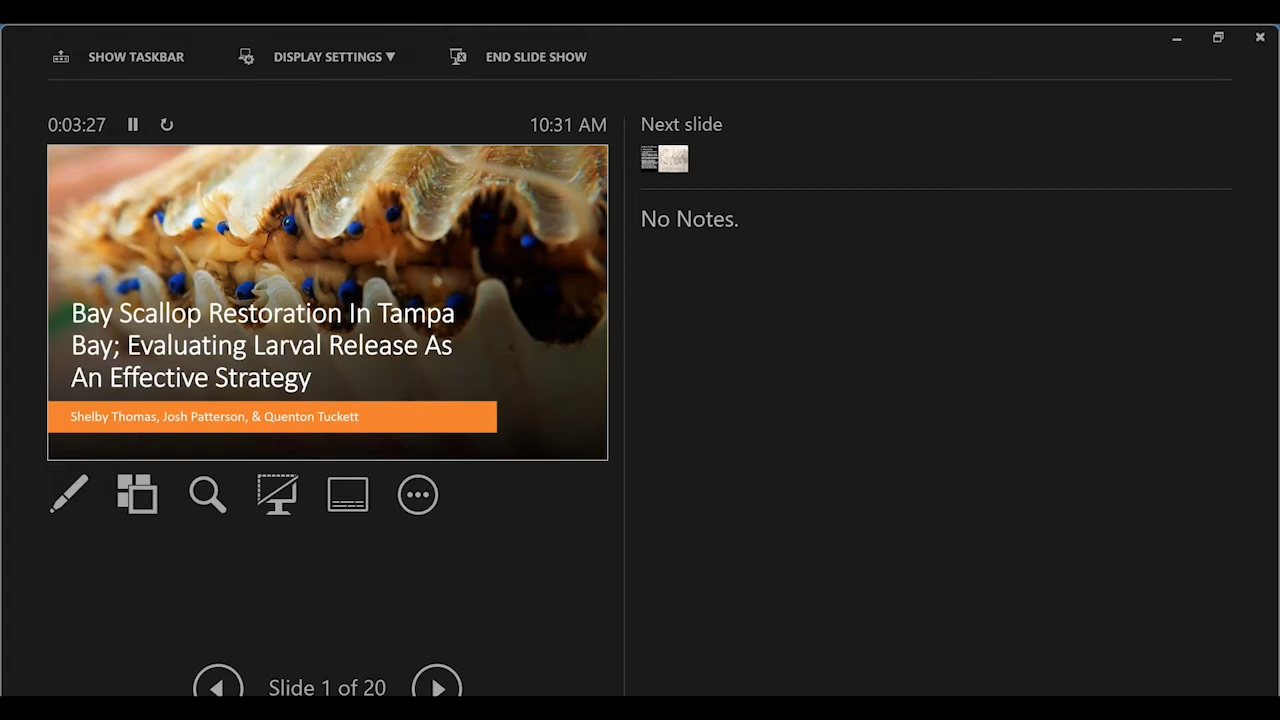 SHOW TASKBAR
DISPLAY SETTINGS ▼
END SLIDE SHOW
0:03:27
10:31 AM
Next slide
Bay Scallop Restoration In Tampa
Bay; Evaluating Larval Release As
An Effective Strategy
Shelby Thomas, Josh Patterson, & Quenton Tuckett
No Notes.
Slide 1 of 20